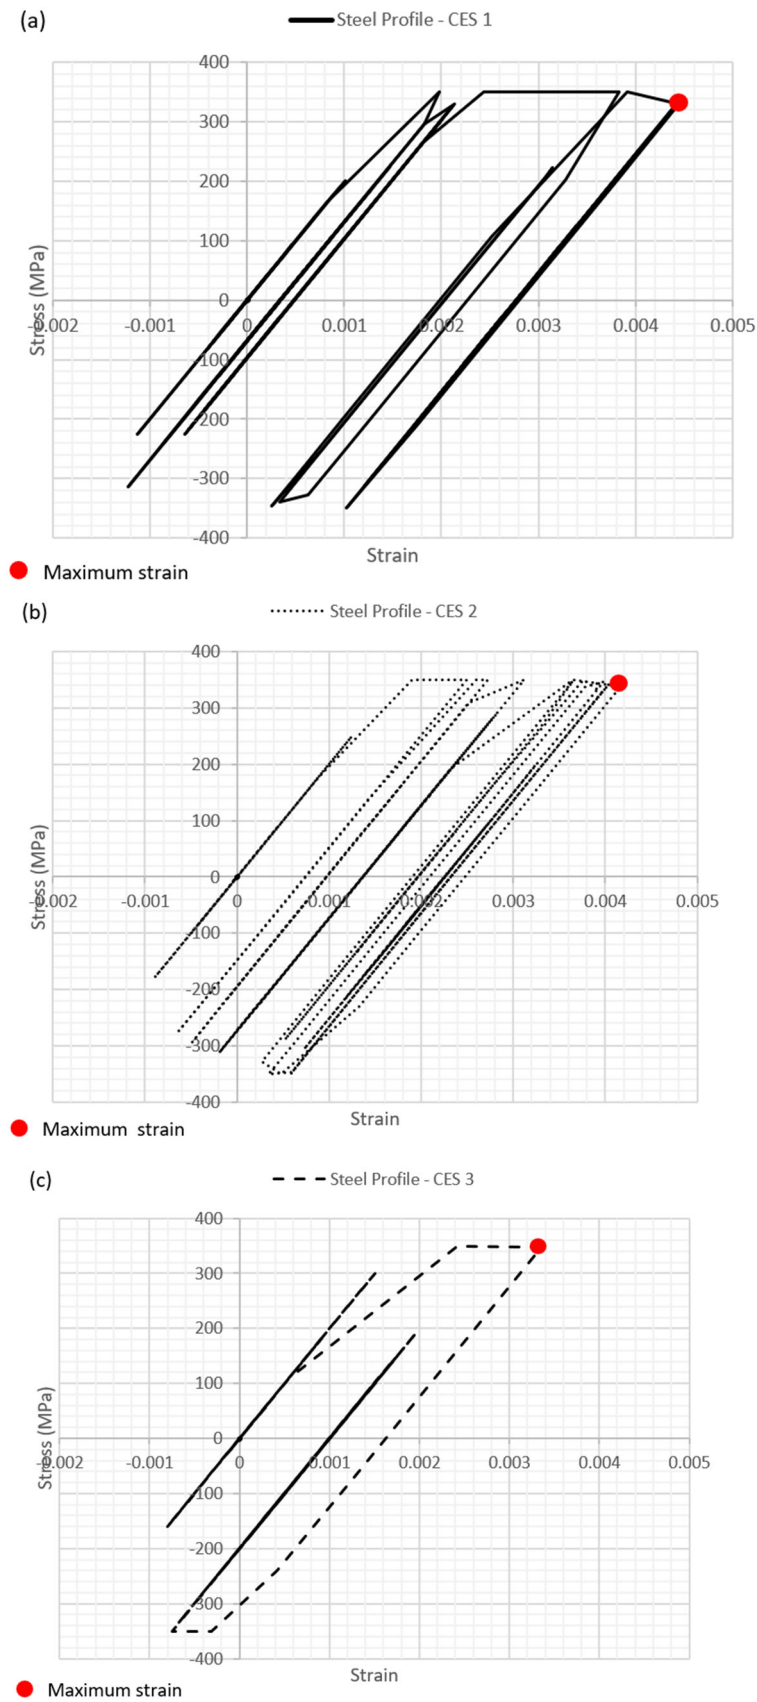 (a)
Steel Profile - CES 1
400
300
200
100
0
-100
-200
-300
-400
-0.002 -0.001 0 0.001 0.002 0.003 0.004 0.005
Stress (MPa)
Strain
Maximum strain
(b)
Steel Profile - CES 2
400
300
200
100
0
-100
-200
-300
-400
-0.002 -0.001 0 0.001 0.002 0.003 0.004 0.005
Stress (MPa)
Strain
Maximum strain
(c)
Steel Profile - CES 3
400
300
200
100
0
-100
-200
-300
-400
-0.002 -0.001 0 0.001 0.002 0.003 0.004 0.005
Stress (MPa)
Strain
Maximum strain